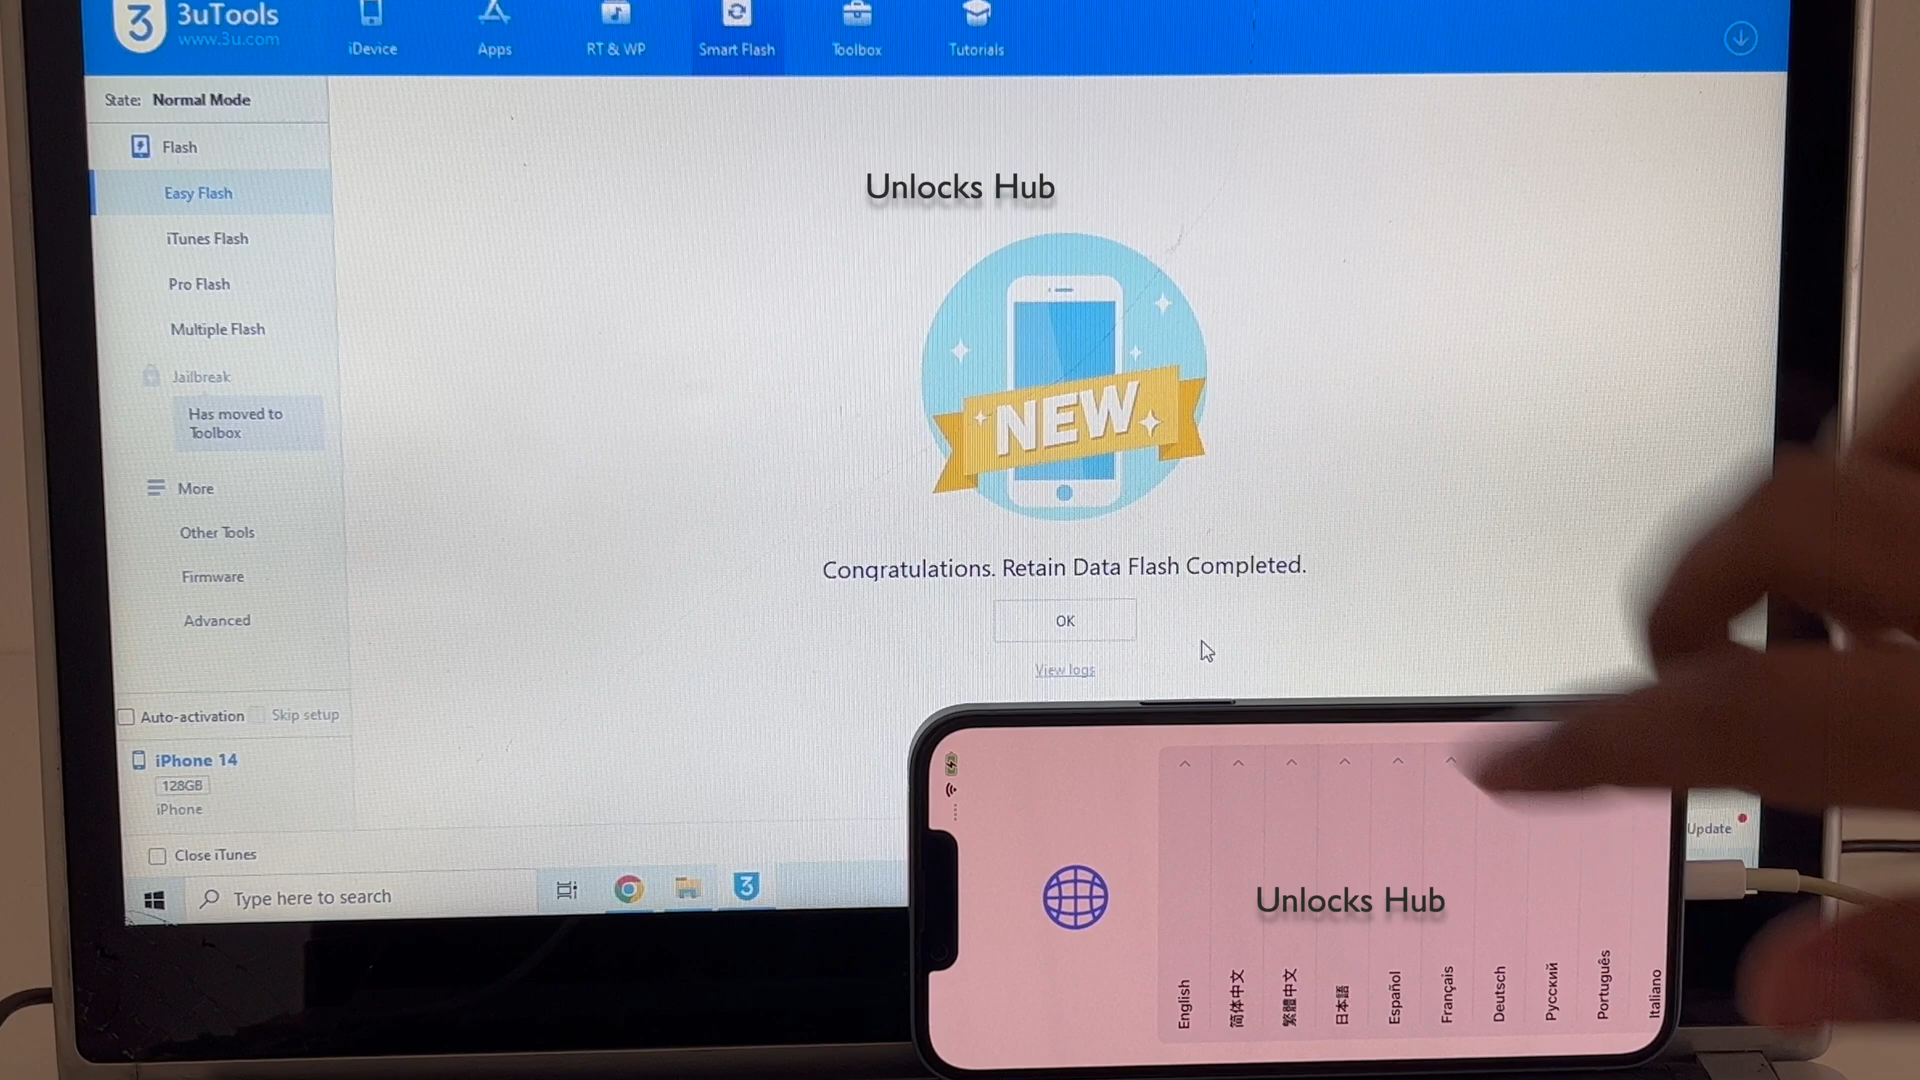 3 3uTools
www.3u.com
iDevice
Apps
RT & WP
Smart Flash
Toolbox
Tutorials
State: Normal Mode
Flash
Easy Flash
iTunes Flash
Pro Flash
Multiple Flash
Jailbreak
Has moved to
Toolbox
More
Other Tools
Firmware
Advanced
Auto-activation
Skip setup
iPhone 14
128GB
iPhone
Close iTunes
Unlocks Hub
NEW
Congratulations. Retain Data Flash Completed.
OK
View logs
Update
Type here to search
3
Unlocks Hub
English
简体中文
繁體中文
日本語
Español
Français
Deutsch
Русский
Português
Italiano